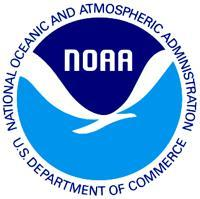 NATIONAL OCEANIC AND ATMOSPHERIC ADMINISTRATION
NOAA
U.S. DEPARTMENT OF COMMERCE